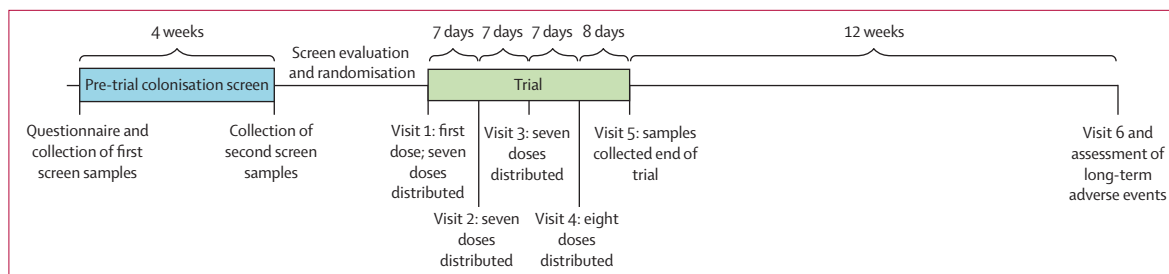 4 weeks
Screen evaluation
and randomisation
7 days
7 days
7 days
8 days
12 weeks
Pre-trial colonisation screen
Trial
Questionnaire and
collection of first
screen samples
Collection of
second screen
samples
Visit 1: first
dose; seven
doses
distributed
Visit 2: seven
doses
distributed
Visit 3: seven
doses
distributed
Visit 4: eight
doses
distributed
Visit 5: samples
collected end of
trial
Visit 6 and
assessment of
long-term
adverse events